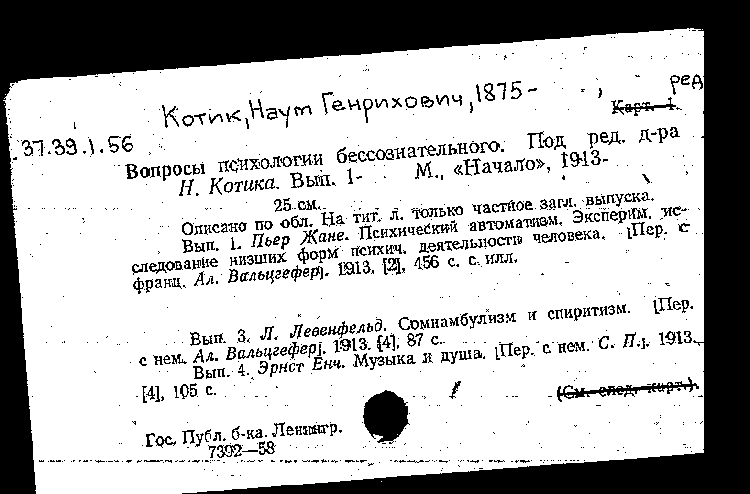 Котик, Наум Генрихович, 1875- , ред
Карт. 1.
37.39.1.56
Вопросы психологии бессознательного. Под ред. д-ра
Н. Котика. Вып. 1- М., «Начало», 1913-
25 см.
Описано по обл. На тит. л. только частное загл. выпуска.
Вып. 1. Пьер Жане. Психический автоматизм. Эксперим. ис-
следование низших форм психич. деятельности человека. [Пер. с
франц. Ал. Вальцгефер]. 1913. [2], 456 с. с илл.
Вып. 3. Л. Левенфельд. Сомнамбулизм и спиритизм. [Пер.
с нем. Ал. Вальцгефер]. 1913. [4], 87 с.
Вып. 4. Эрнст Енч. Музыка и душа. [Пер. с нем. С. П.]. 1913.
[4], 105 с.
(См. след. карт.).
Гос. Публ. б-ка. Ленингр.
7392—58